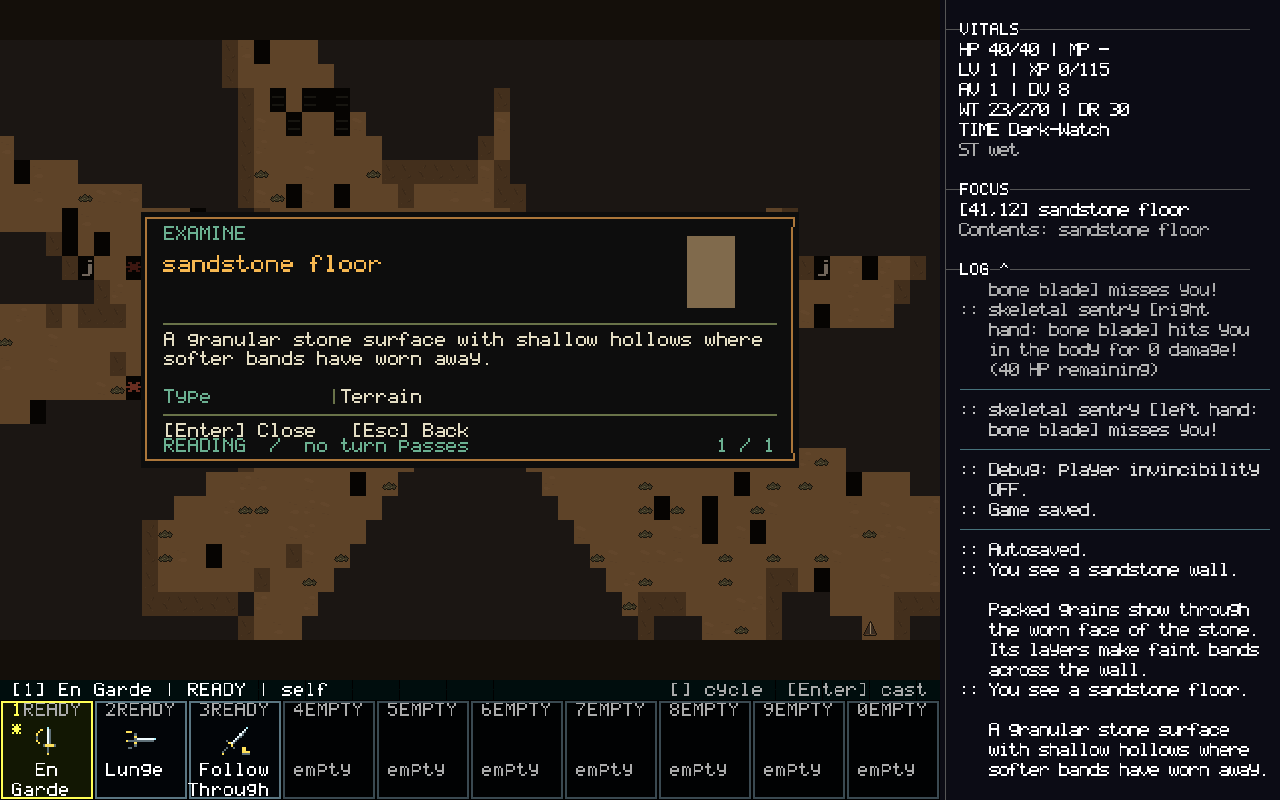 VITALS
HP 40/40 | MP -
LV 1 | XP 0/115
AV 1 | DV 8
WT 23/270 | DR 30
TIME Dark-Watch
ST wet
FOCUS
[41,12] sandstone floor
Contents: sandstone floor
LOG ^
bone blade] misses you!
:: skeletal sentry [right
hand: bone blade] hits you
in the body for 0 damage!
(40 HP remaining)
:: skeletal sentry [left hand:
bone blade] misses you!
:: Debug: Player invincibility
OFF.
:: Game saved.
:: Autosaved.
:: You see a sandstone wall.
Packed grains show through
the worn face of the stone.
Its layers make faint bands
across the wall.
:: You see a sandstone floor.
A granular stone surface
with shallow hollows where
softer bands have worn away.
EXAMINE
sandstone floor
A granular stone surface with shallow hollows where
softer bands have worn away.
Type |Terrain
[Enter] Close [Esc] Back
READING / no turn passes 1 / 1
j
j
[1] En Garde | READY | self [] cycle [Enter] cast
1READY 2READY 3READY 4EMPTY 5EMPTY 6EMPTY 7EMPTY 8EMPTY 9EMPTY 0EMPTY
*
En Garde
Lunge
Follow Through
empty empty empty empty empty empty empty